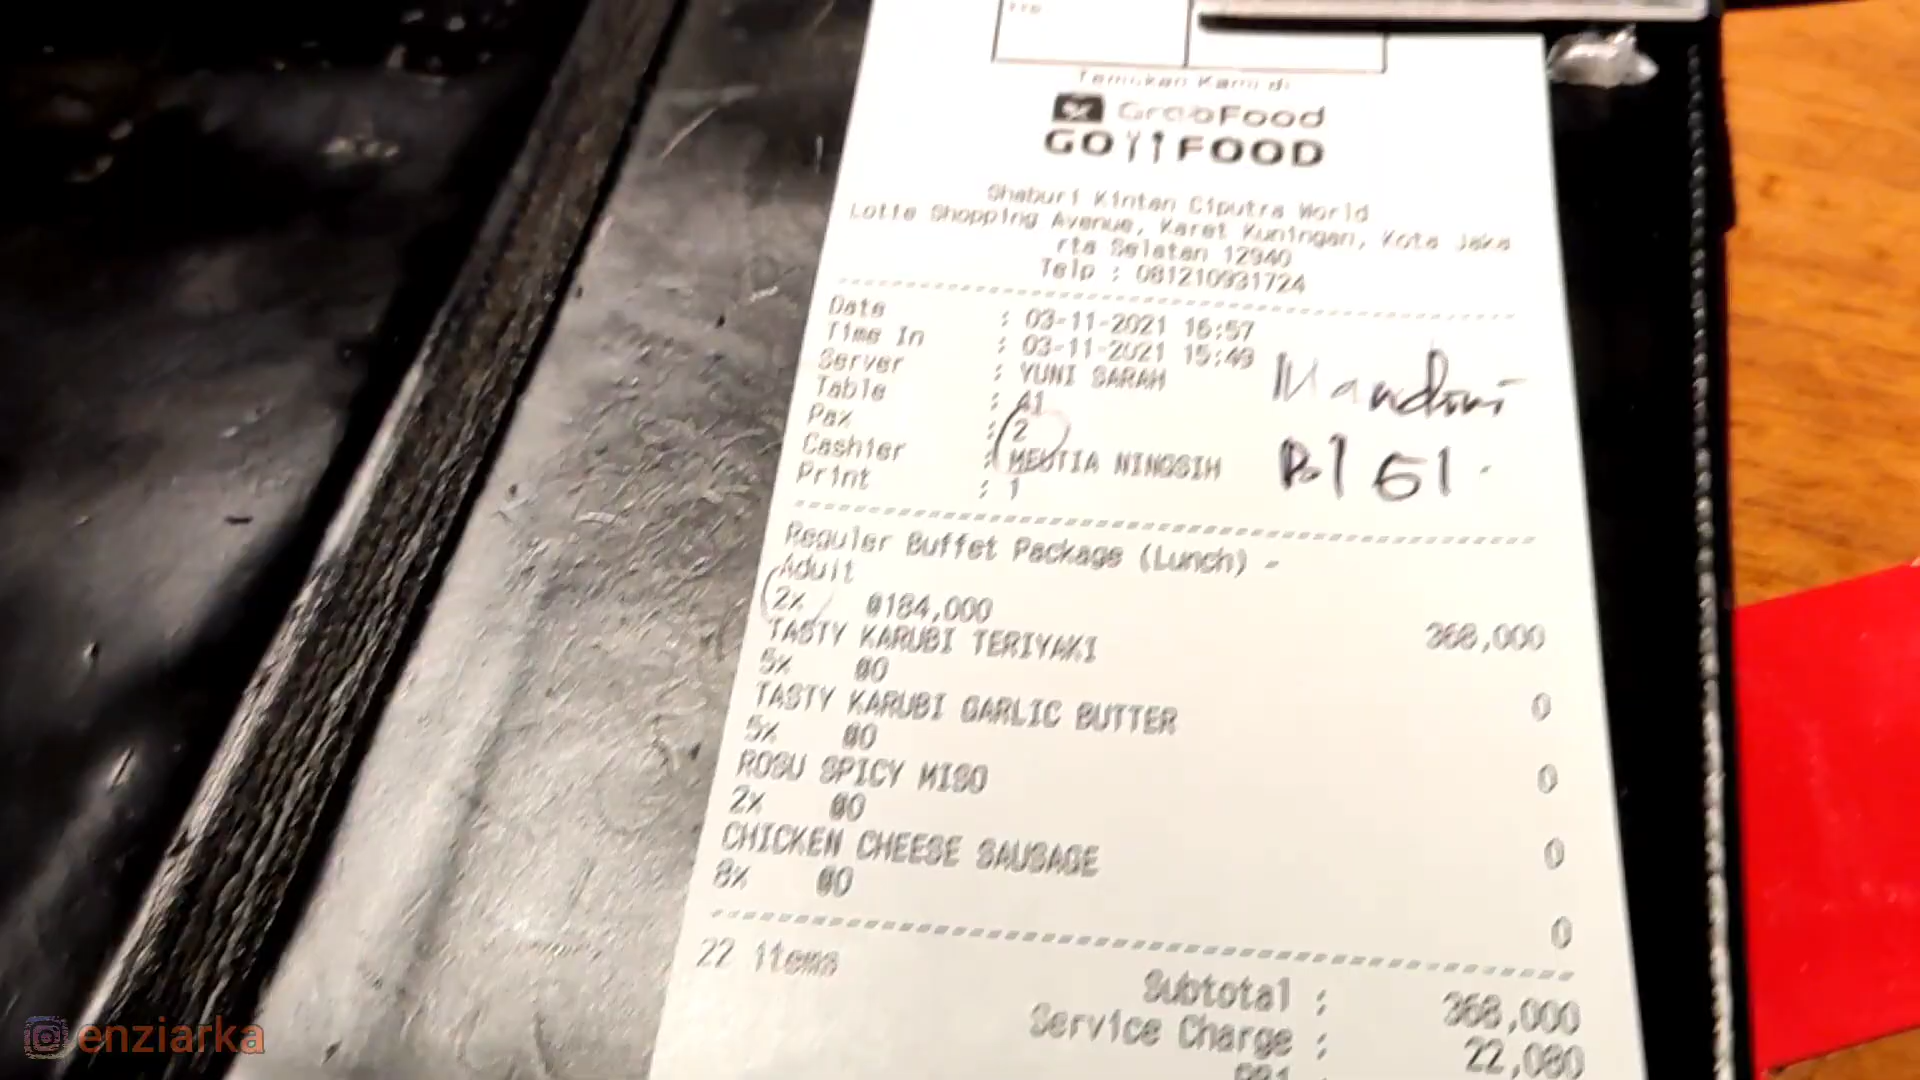 Temukan Kami di
GrabFood
GO FOOD
Shaburi Kintan Ciputra World
Lotte Shopping Avenue, Karet Kuningan, Kota Jaka
rta Selatan 12940
Telp : 081210931724
Date : 03-11-2021 16:57
Time In : 03-11-2021 15:49
Server : YUNI SARAH
Table : A1
Pax : 2
Cashier : MEUTIA NINGSIH
Print : 1
Mandiri
51
Regular Buffet Package (Lunch) -
Adult
2x @184,000 368,000
TASTY KARUBI TERIYAKI
5x @0 0
TASTY KARUBI GARLIC BUTTER
5x @0 0
ROSU SPICY MISO
2x @0 0
CHICKEN CHEESE SAUSAGE
8x @0 0
22 items
Subtotal : 368,000
Service Charge : 22,080
enziarka